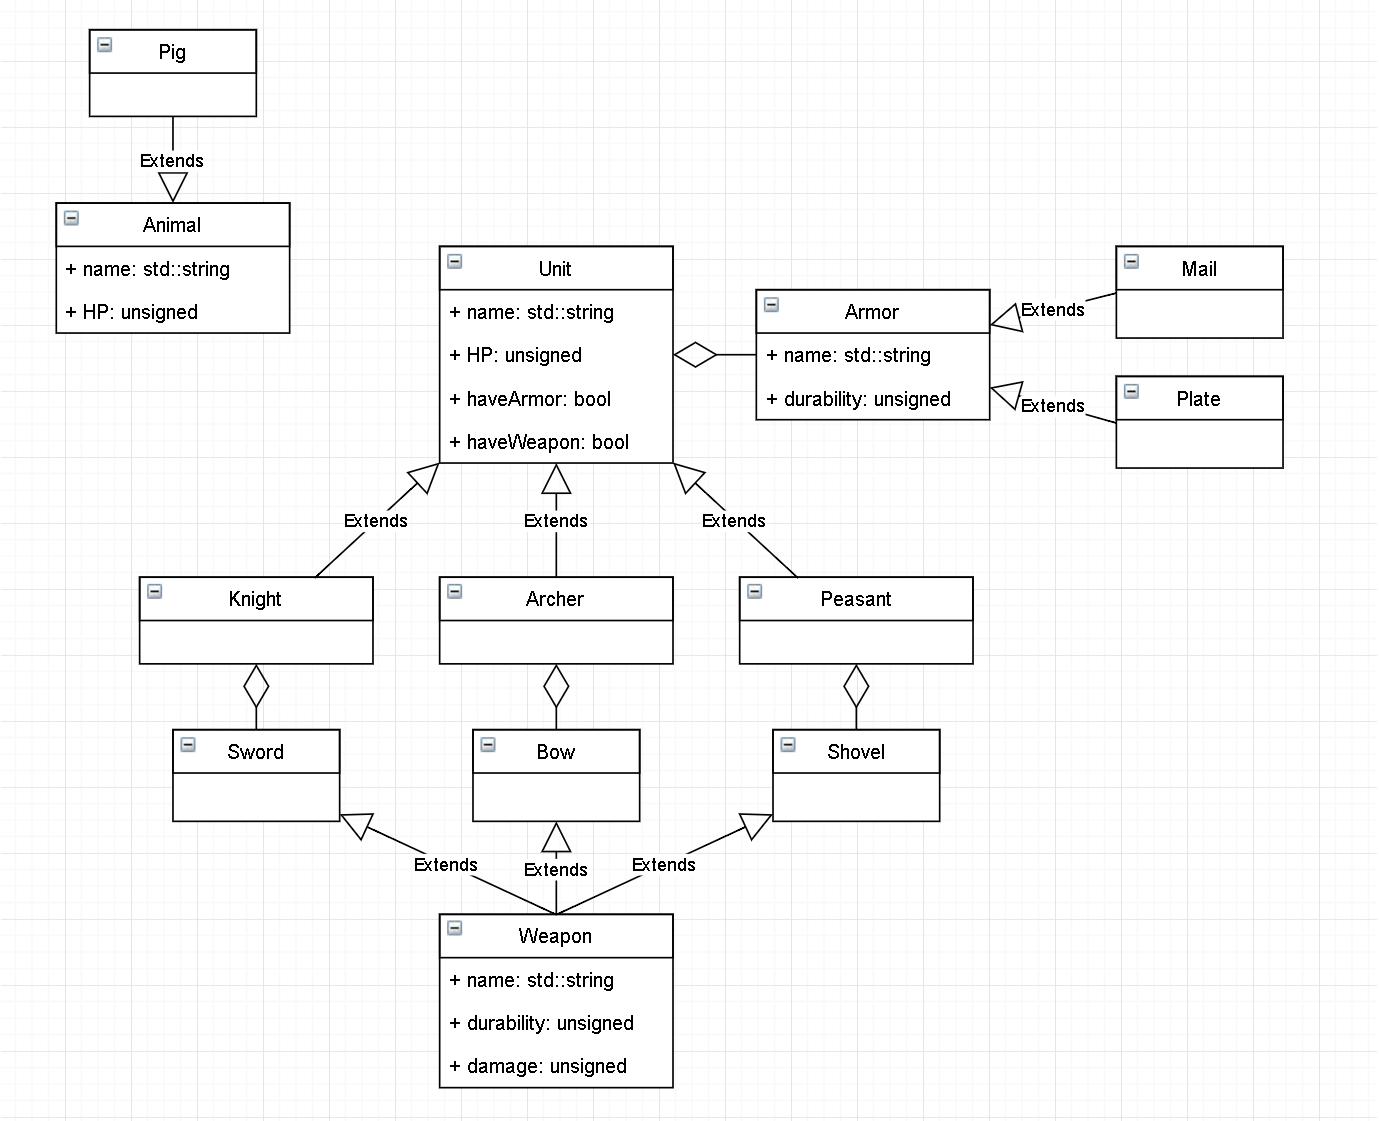 Pig
Extends
Animal
+ name: std::string
+ HP: unsigned
Unit
+ name: std::string
+ HP: unsigned
+ haveArmor: bool
+ haveWeapon: bool
Armor
+ name: std::string
+ durability: unsigned
Extends
Mail
Extends
Plate
Extends
Extends
Extends
Knight
Archer
Peasant
Sword
Bow
Shovel
Extends
Extends
Extends
Weapon
+ name: std::string
+ durability: unsigned
+ damage: unsigned